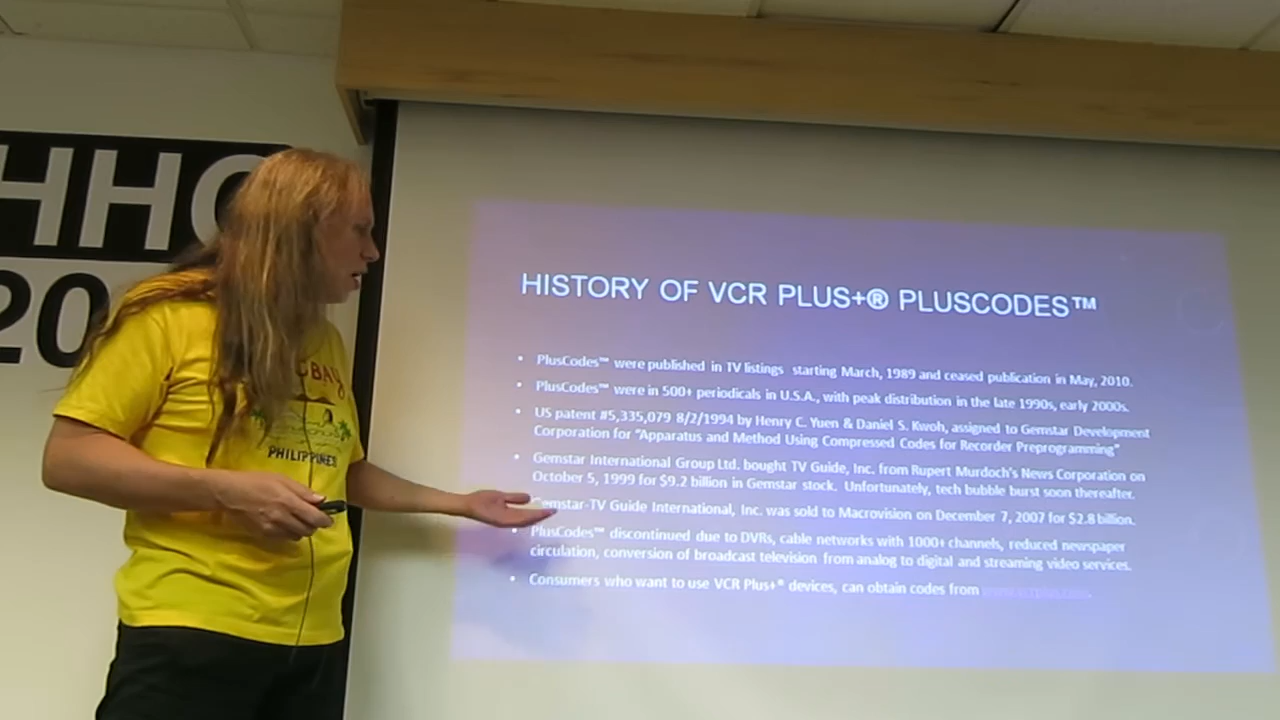 HHC
20
BAY
PHILIPPINES
HISTORY OF VCR PLUS+® PLUSCODES™
• PlusCodes™ were published in TV listings starting March, 1989 and ceased publication in May, 2010.
• PlusCodes™ were in 500+ periodicals in U.S.A., with peak distribution in the late 1990s, early 2000s.
• US patent #5,335,079 8/2/1994 by Henry C. Yuen & Daniel S. Kwoh, assigned to Gemstar Development
Corporation for "Apparatus and Method Using Compressed Codes for Recorder Preprogramming"
• Gemstar International Group Ltd. bought TV Guide, Inc. from Rupert Murdoch's News Corporation on
October 5, 1999 for $9.2 billion in Gemstar stock. Unfortunately, tech bubble burst soon thereafter.
Gemstar-TV Guide International, Inc. was sold to Macrovision on December 7, 2007 for $2.8 billion.
• PlusCodes™ discontinued due to DVRs, cable networks with 1000+ channels, reduced newspaper
circulation, conversion of broadcast television from analog to digital and streaming video services.
• Consumers who want to use VCR Plus+® devices, can obtain codes from